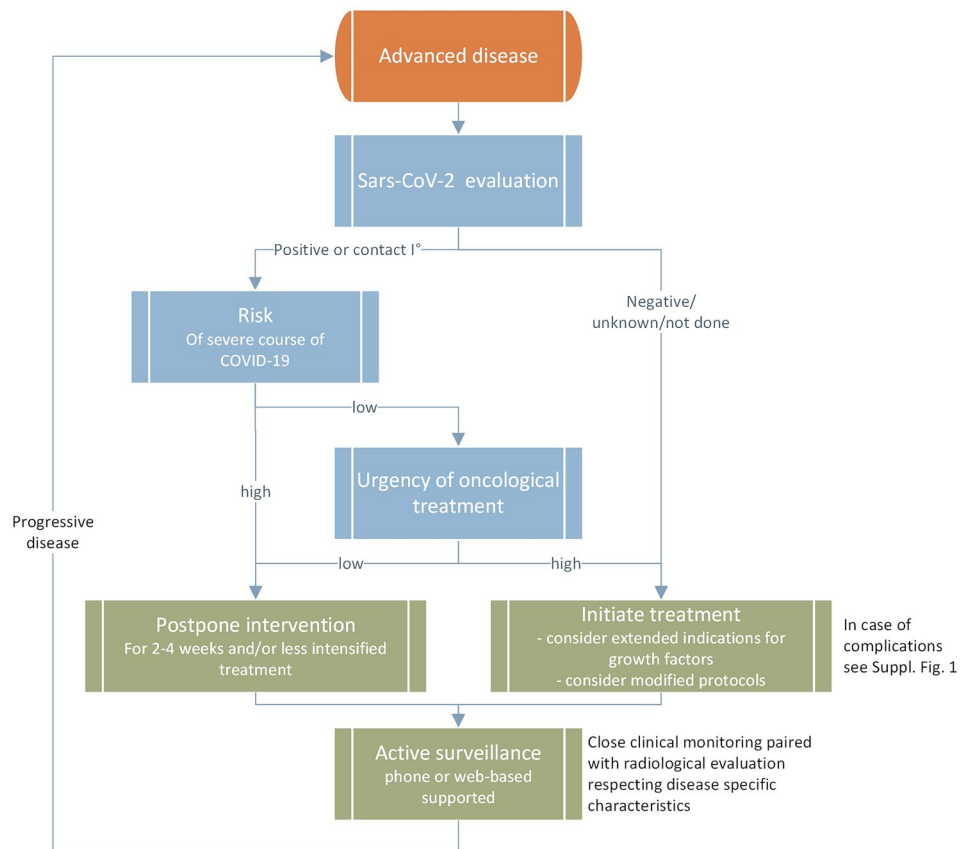 Advanced disease
Sars-CoV-2 evaluation
Positive or contact I°
Negative/
unknown/not done
Risk
Of severe course of
COVID-19
low
Urgency of oncological
treatment
high
Progressive
disease
low
high
Postpone intervention
For 2-4 weeks and/or less intensified
treatment
Initiate treatment
- consider extended indications for
growth factors
- consider modified protocols
In case of
complications
see Suppl. Fig. 1
Active surveillance
phone or web-based
supported
Close clinical monitoring paired
with radiological evaluation
respecting disease specific
characteristics